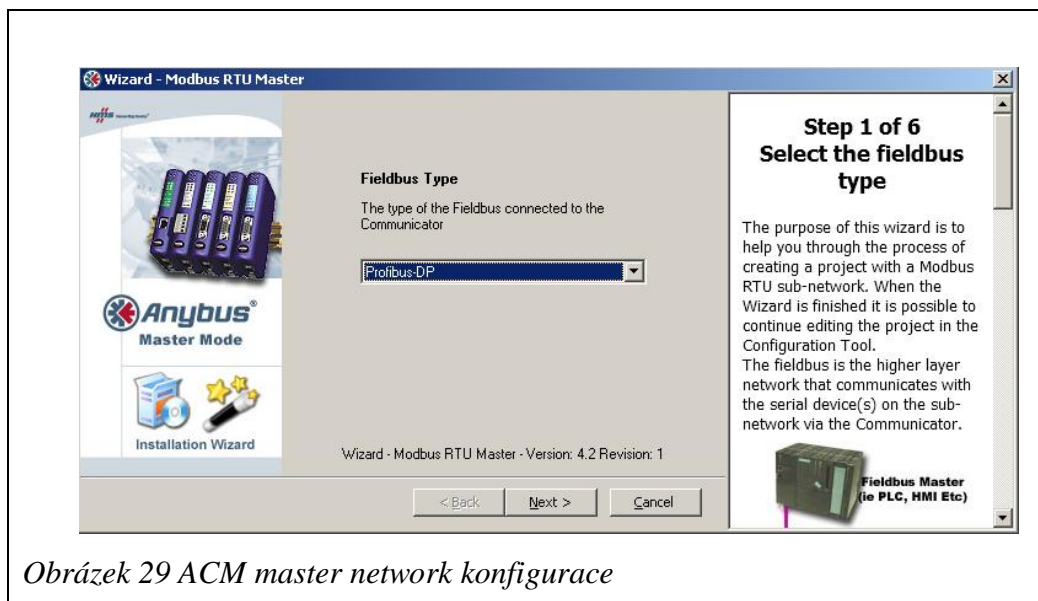 Wizard - Modbus RTU Master
HMS
Anybus®
Master Mode
Installation Wizard
Fieldbus Type
The type of the Fieldbus connected to the
Communicator
Profibus-DP
Wizard - Modbus RTU Master - Version: 4.2 Revision: 1
< Back
Next >
Cancel
Step 1 of 6
Select the fieldbus
type
The purpose of this wizard is to
help you through the process of
creating a project with a Modbus
RTU sub-network. When the
Wizard is finished it is possible to
continue editing the project in the
Configuration Tool.
The fieldbus is the higher layer
network that communicates with
the serial device(s) on the sub-
network via the Communicator.
Fieldbus Master
(ie PLC, HMI Etc)
Obrázek 29 ACM master network konfigurace